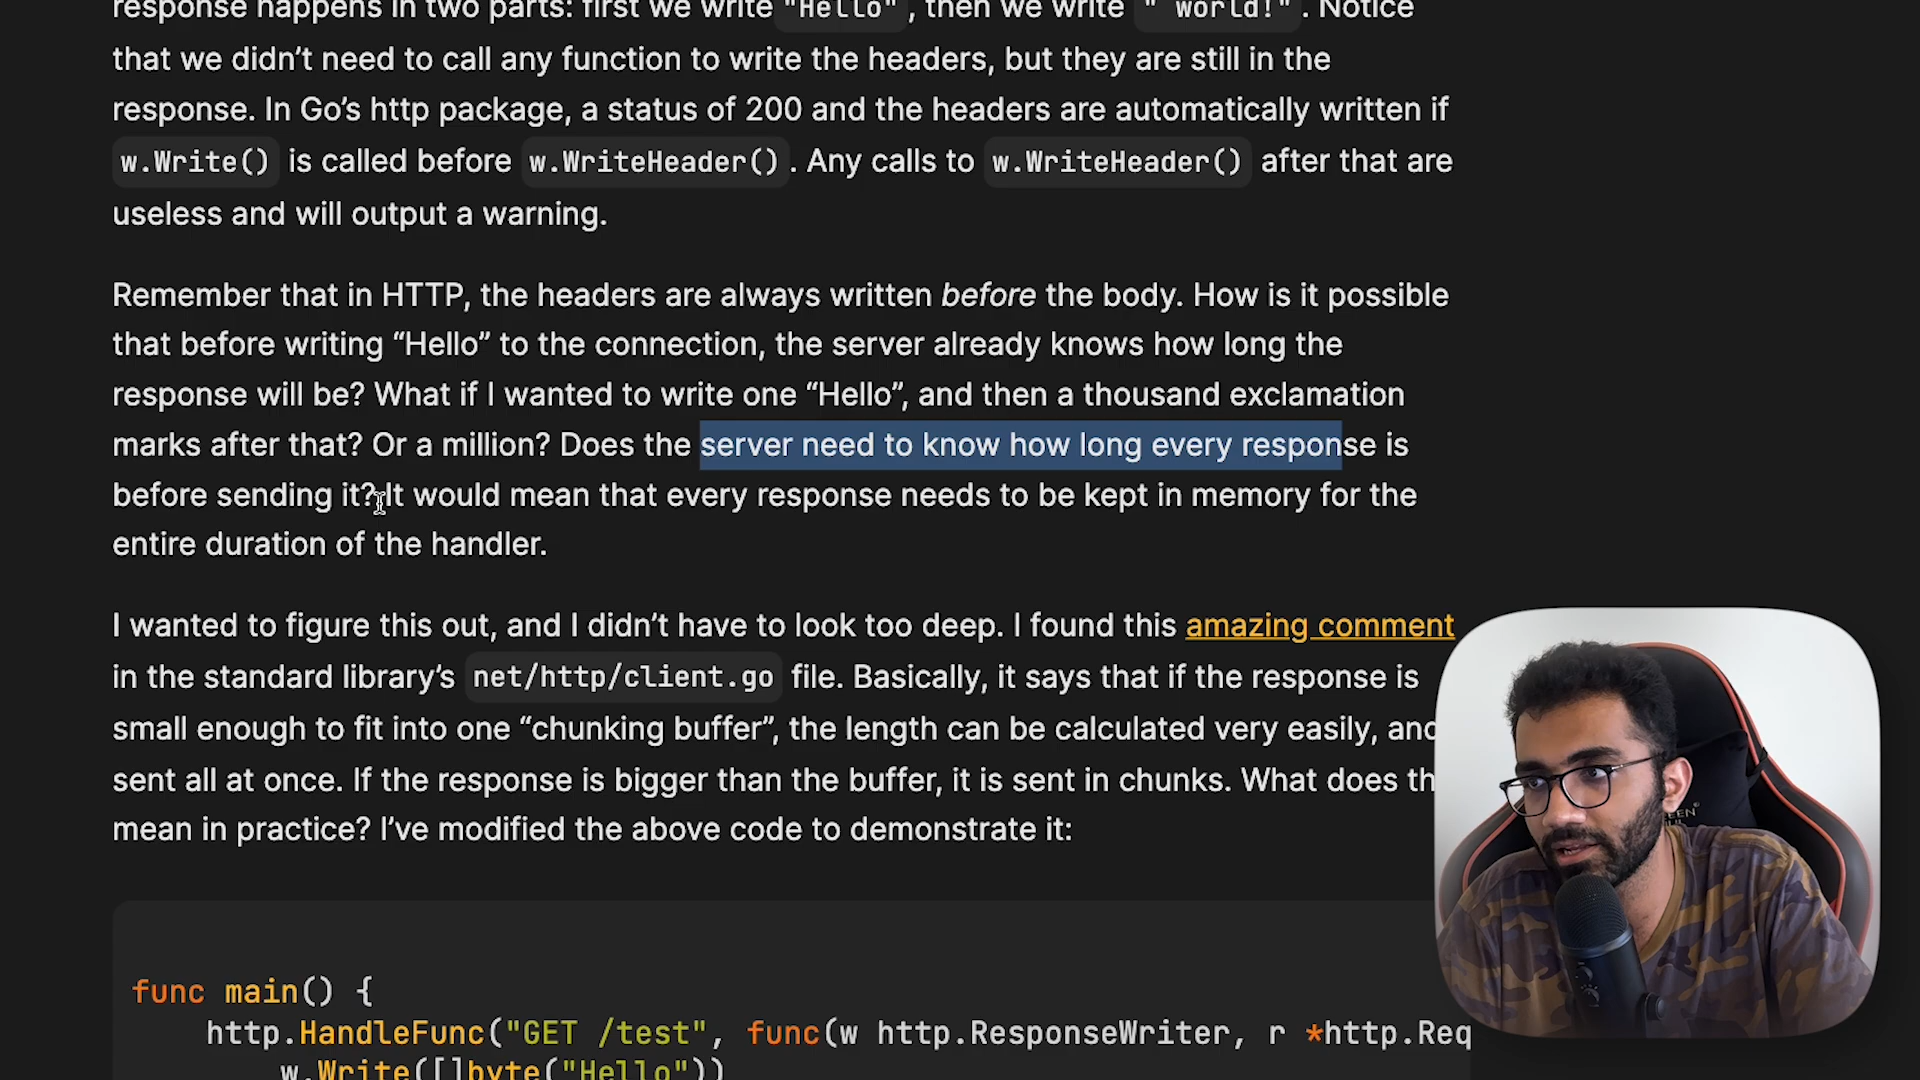 response happens in two parts: first we write "Hello", then we write " world!". Notice
that we didn’t need to call any function to write the headers, but they are still in the
response. In Go’s http package, a status of 200 and the headers are automatically written if
w.Write() is called before w.WriteHeader(). Any calls to w.WriteHeader() after that are
useless and will output a warning.
Remember that in HTTP, the headers are always written before the body. How is it possible
that before writing “Hello” to the connection, the server already knows how long the
response will be? What if I wanted to write one “Hello”, and then a thousand exclamation
marks after that? Or a million? Does the server need to know how long every response is
before sending it? It would mean that every response needs to be kept in memory for the
entire duration of the handler.
I wanted to figure this out, and I didn’t have to look too deep. I found this amazing comment
in the standard library’s net/http/client.go file. Basically, it says that if the response is
small enough to fit into one “chunking buffer”, the length can be calculated very easily, and
sent all at once. If the response is bigger than the buffer, it is sent in chunks. What does th
mean in practice? I’ve modified the above code to demonstrate it:
func main() {
http.HandleFunc("GET /test", func(w http.ResponseWriter, r *http.Req
w.Write([]byte("Hello"))